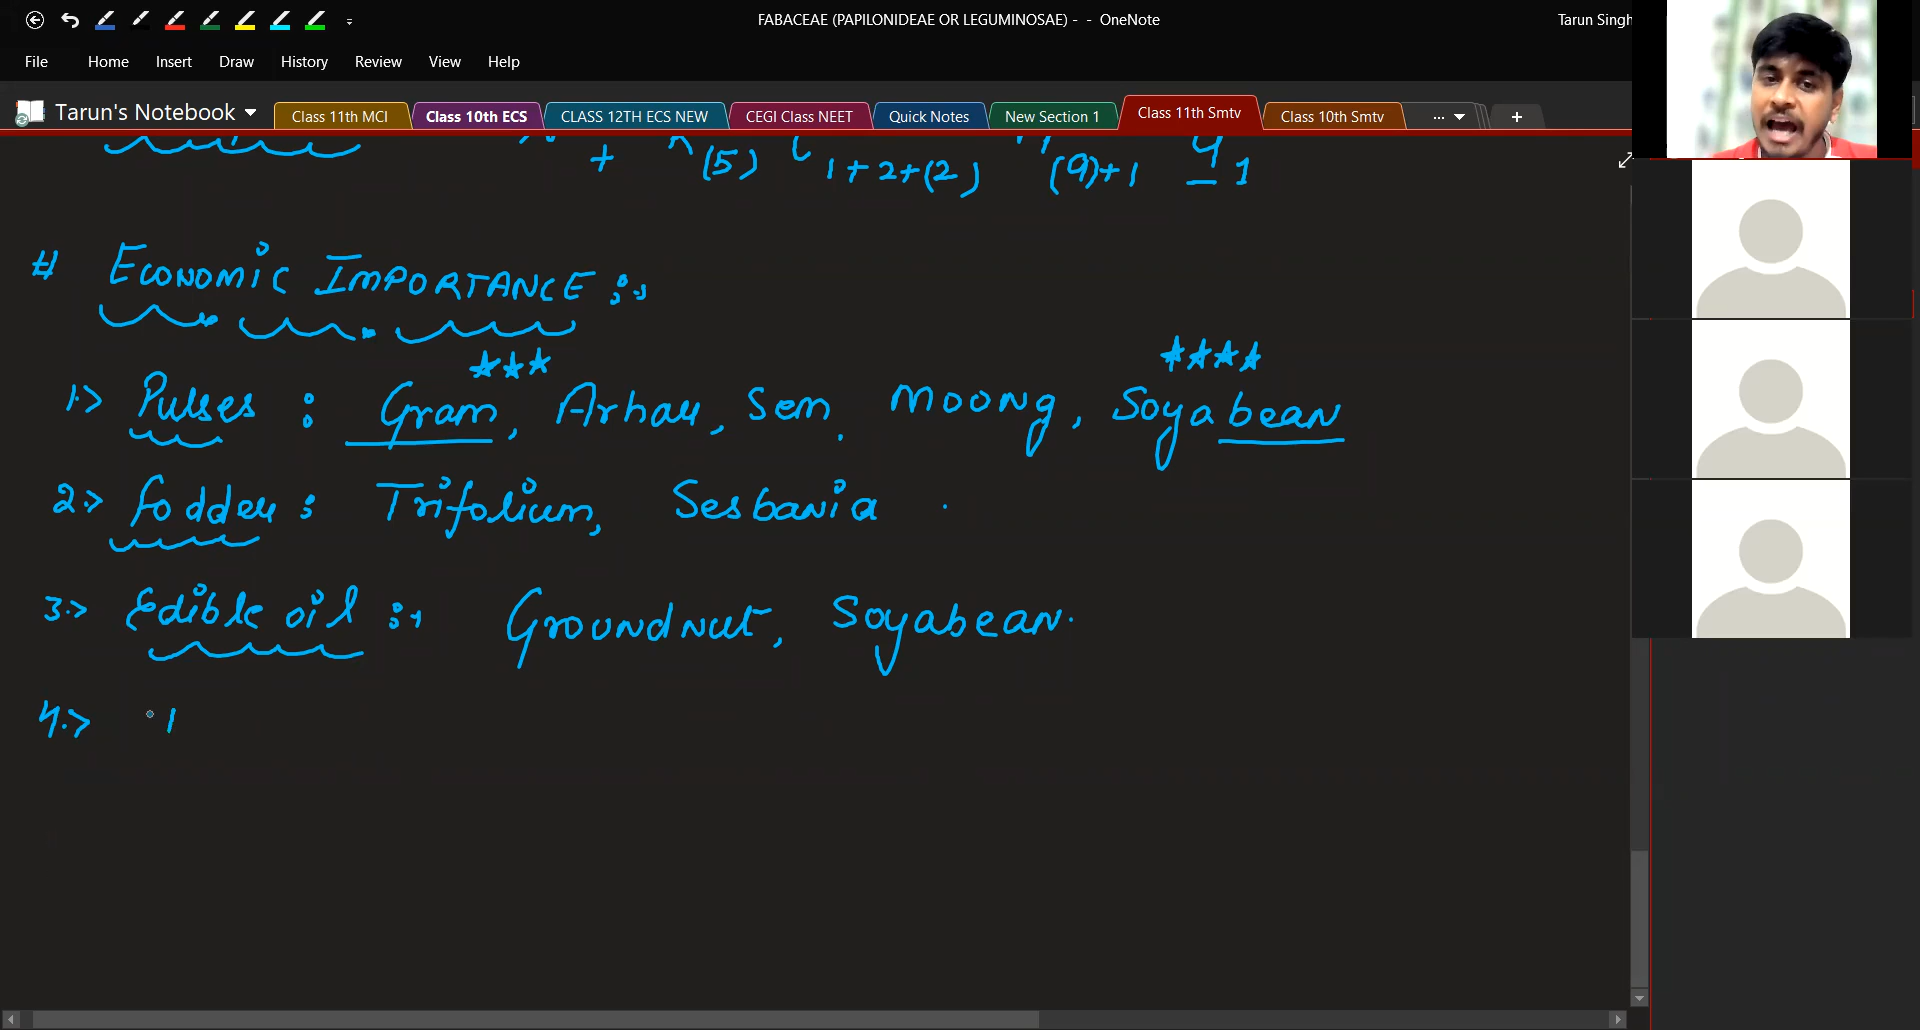 FABACEAE (PAPILONIDEAE OR LEGUMINOSAE) - - OneNote
Tarun Singh
File Home Insert Draw History Review View Help
Tarun's Notebook Class 11th MCI Class 10th ECS CLASS 12TH ECS NEW CEGI Class NEET Quick Notes New Section 1 Class 11th Smtv Class 10th Smtv ... +
+ (5) 1+2+(2) (9)+1 1
# ECONOMIC IMPORTANCE :-
1.> Pulses : Gram, Arhar, Sem, Moong, Soyabean
2.> fodder : Trifolium, Sesbania .
3.> Edible oil :- Groundnut, Soyabean.
4.>